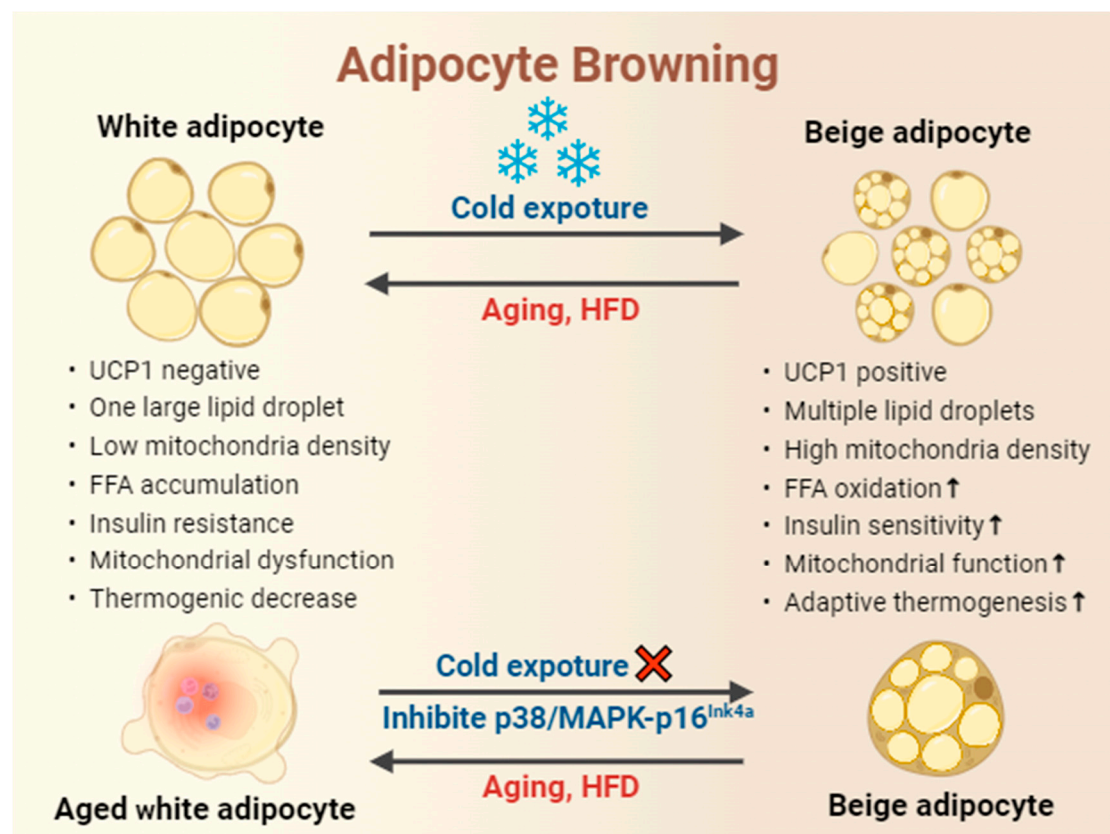 Adipocyte Browning
White adipocyte
Cold expoture
Aging, HFD
Beige adipocyte
• UCP1 negative
• One large lipid droplet
• Low mitochondria density
• FFA accumulation
• Insulin resistance
• Mitochondrial dysfunction
• Thermogenic decrease
• UCP1 positive
• Multiple lipid droplets
• High mitochondria density
• FFA oxidation↑
• Insulin sensitivity↑
• Mitochondrial function↑
• Adaptive thermogenesis↑
Cold expoture
Inhibite p38/MAPK-p16Ink4a
Aging, HFD
Aged white adipocyte
Beige adipocyte